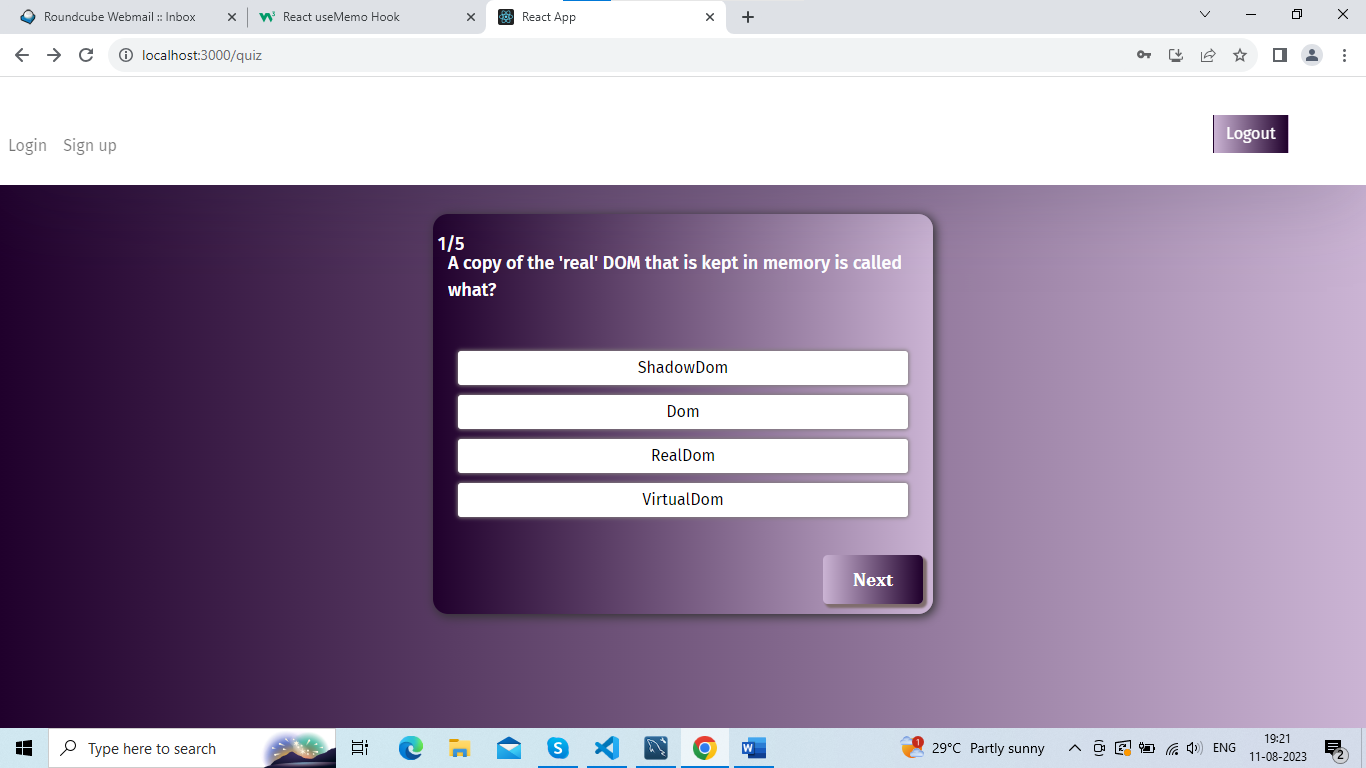 Roundcube Webmail :: Inbox
React useMemo Hook
React App
localhost:3000/quiz
Login
Sign up
Logout
1/5
A copy of the 'real' DOM that is kept in memory is called
what?
ShadowDom
Dom
RealDom
VirtualDom
Next
Type here to search
1
29°C Partly sunny
ENG
19:21
11-08-2023
2